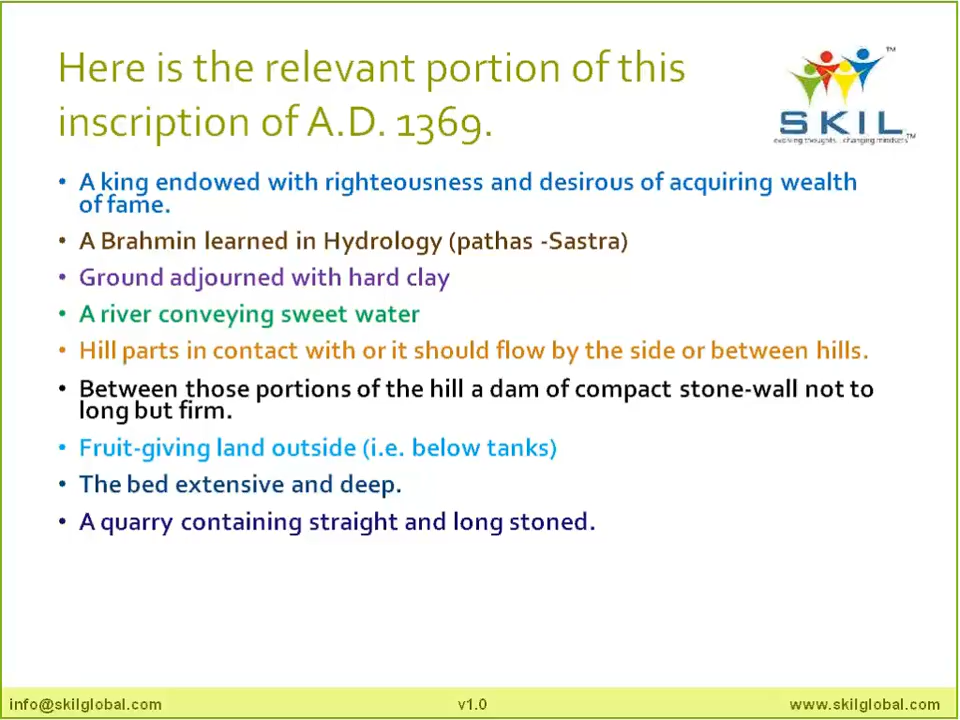 Here is the relevant portion of this
inscription of A.D. 1369.
SKIL™
exploring thoughts...changing mindsets™
• A king endowed with righteousness and desirous of acquiring wealth
of fame.
• A Brahmin learned in Hydrology (pathas -Sastra)
• Ground adjourned with hard clay
• A river conveying sweet water
• Hill parts in contact with or it should flow by the side or between hills.
• Between those portions of the hill a dam of compact stone-wall not to
long but firm.
• Fruit-giving land outside (i.e. below tanks)
• The bed extensive and deep.
• A quarry containing straight and long stoned.
info@skilglobal.com v1.0 www.skilglobal.com